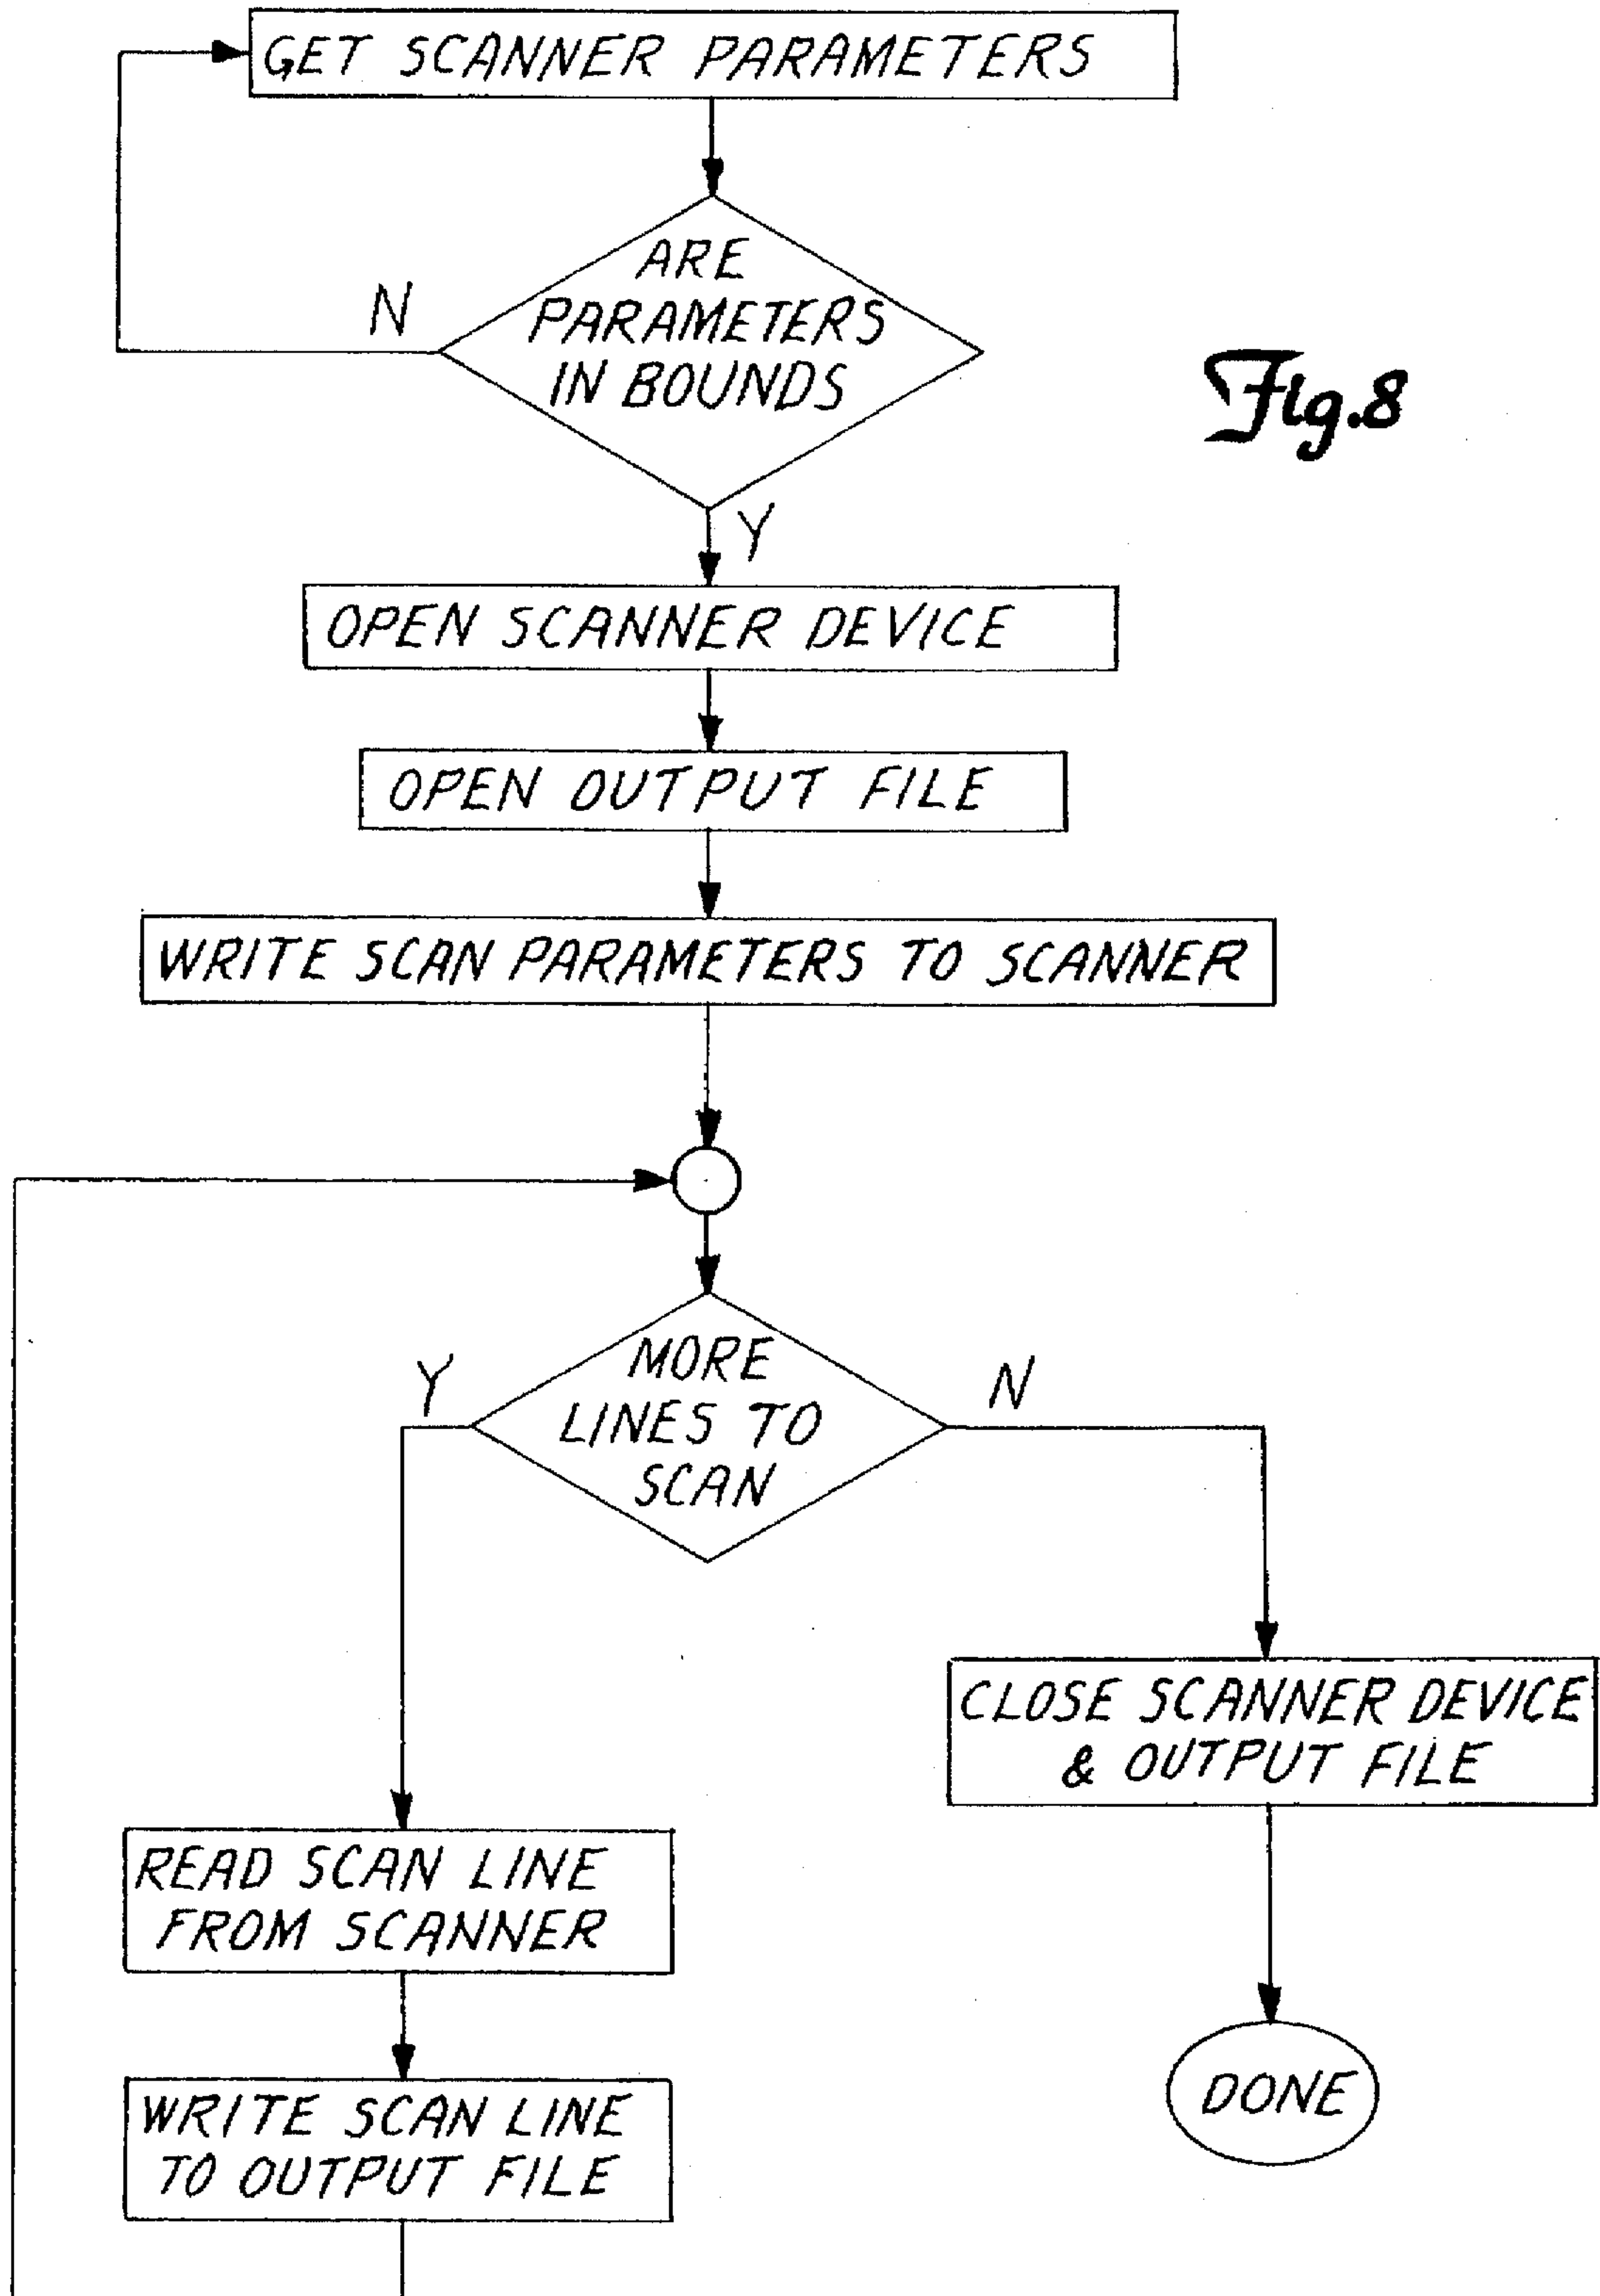 GET SCANNER PARAMETERS
ARE
PARAMETERS
IN BOUNDS
N
Fig.8
Y
OPEN SCANNER DEVICE
OPEN OUTPUT FILE
WRITE SCAN PARAMETERS TO SCANNER
MORE
LINES TO
SCAN
Y
N
CLOSE SCANNER DEVICE
& OUTPUT FILE
READ SCAN LINE
FROM SCANNER
WRITE SCAN LINE
TO OUTPUT FILE
DONE